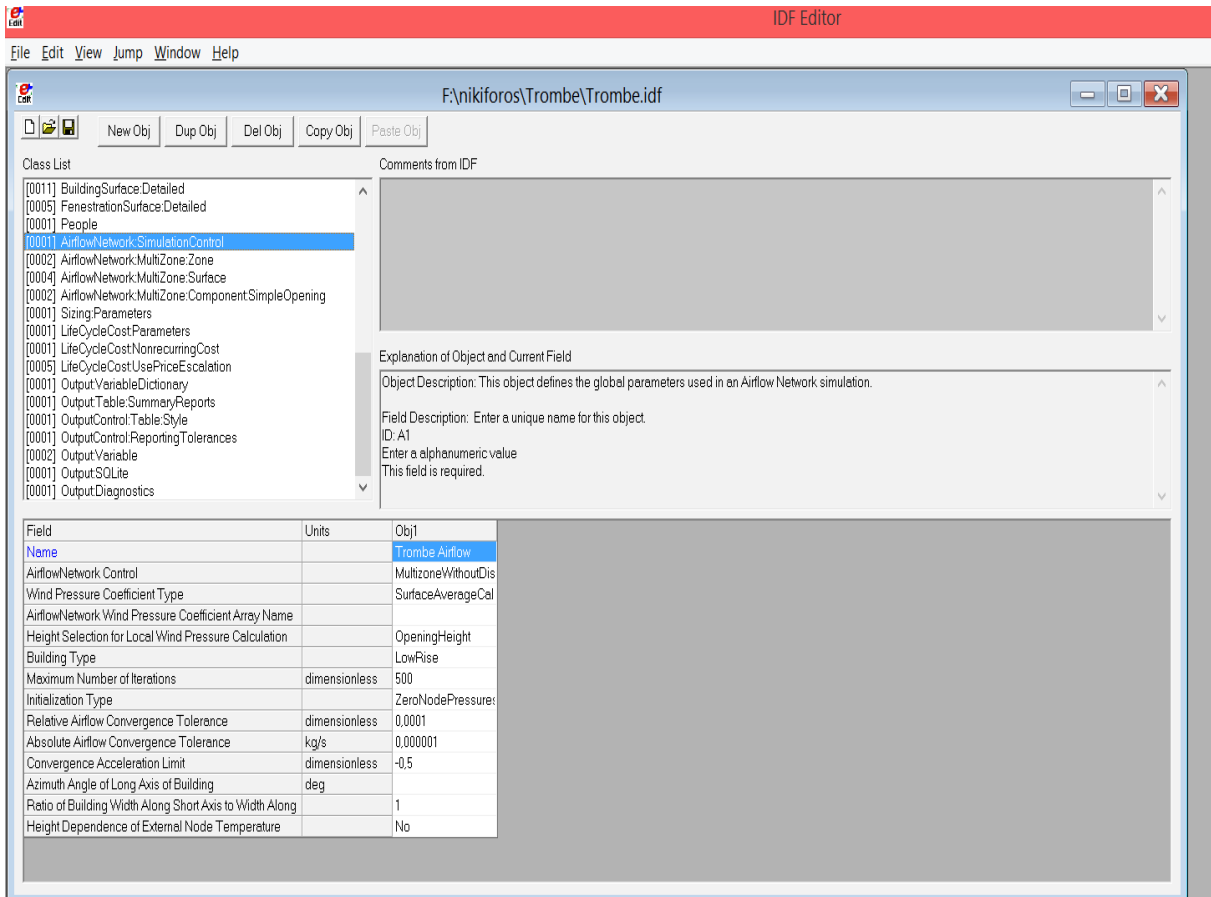 IDF Editor
File Edit View Jump Window Help
F:\nikiforos\Trombe\Trombe.idf
New Obj Dup Obj Del Obj Copy Obj Paste Obj
Class List
Comments from IDF
[0011] BuildingSurface:Detailed
[0005] FenestrationSurface:Detailed
[0001] People
[0001] AirflowNetwork:SimulationControl
[0002] AirflowNetwork:MultiZone:Zone
[0004] AirflowNetwork:MultiZone:Surface
[0002] AirflowNetwork:MultiZone:Component:SimpleOpening
[0001] Sizing:Parameters
[0001] LifeCycleCost:Parameters
[0001] LifeCycleCost:NonrecurringCost
[0005] LifeCycleCost:UsePriceEscalation
[0001] Output:VariableDictionary
[0001] Output:Table:SummaryReports
[0001] OutputControl:Table:Style
[0001] OutputControl:ReportingTolerances
[0002] Output:Variable
[0001] Output:SQLite
[0001] Output:Diagnostics
Explanation of Object and Current Field
Object Description: This object defines the global parameters used in an Airflow Network simulation.
Field Description: Enter a unique name for this object.
ID: A1
Enter a alphanumeric value
This field is required.
Field Units Obj1
Name Trombe Airflow
AirflowNetwork Control MultizoneWithoutDis
Wind Pressure Coefficient Type SurfaceAverageCal
AirflowNetwork Wind Pressure Coefficient Array Name
Height Selection for Local Wind Pressure Calculation OpeningHeight
Building Type LowRise
Maximum Number of Iterations dimensionless 500
Initialization Type ZeroNodePressures
Relative Airflow Convergence Tolerance dimensionless 0,0001
Absolute Airflow Convergence Tolerance kg/s 0,000001
Convergence Acceleration Limit dimensionless -0,5
Azimuth Angle of Long Axis of Building deg
Ratio of Building Width Along Short Axis to Width Along 1
Height Dependence of External Node Temperature No